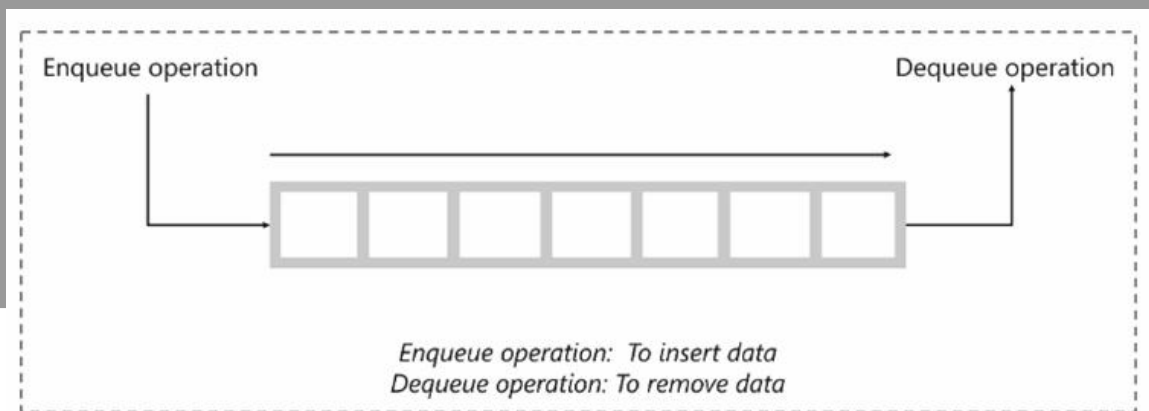 Enqueue operation
Dequeue operation
Enqueue operation: To insert data
Dequeue operation: To remove data